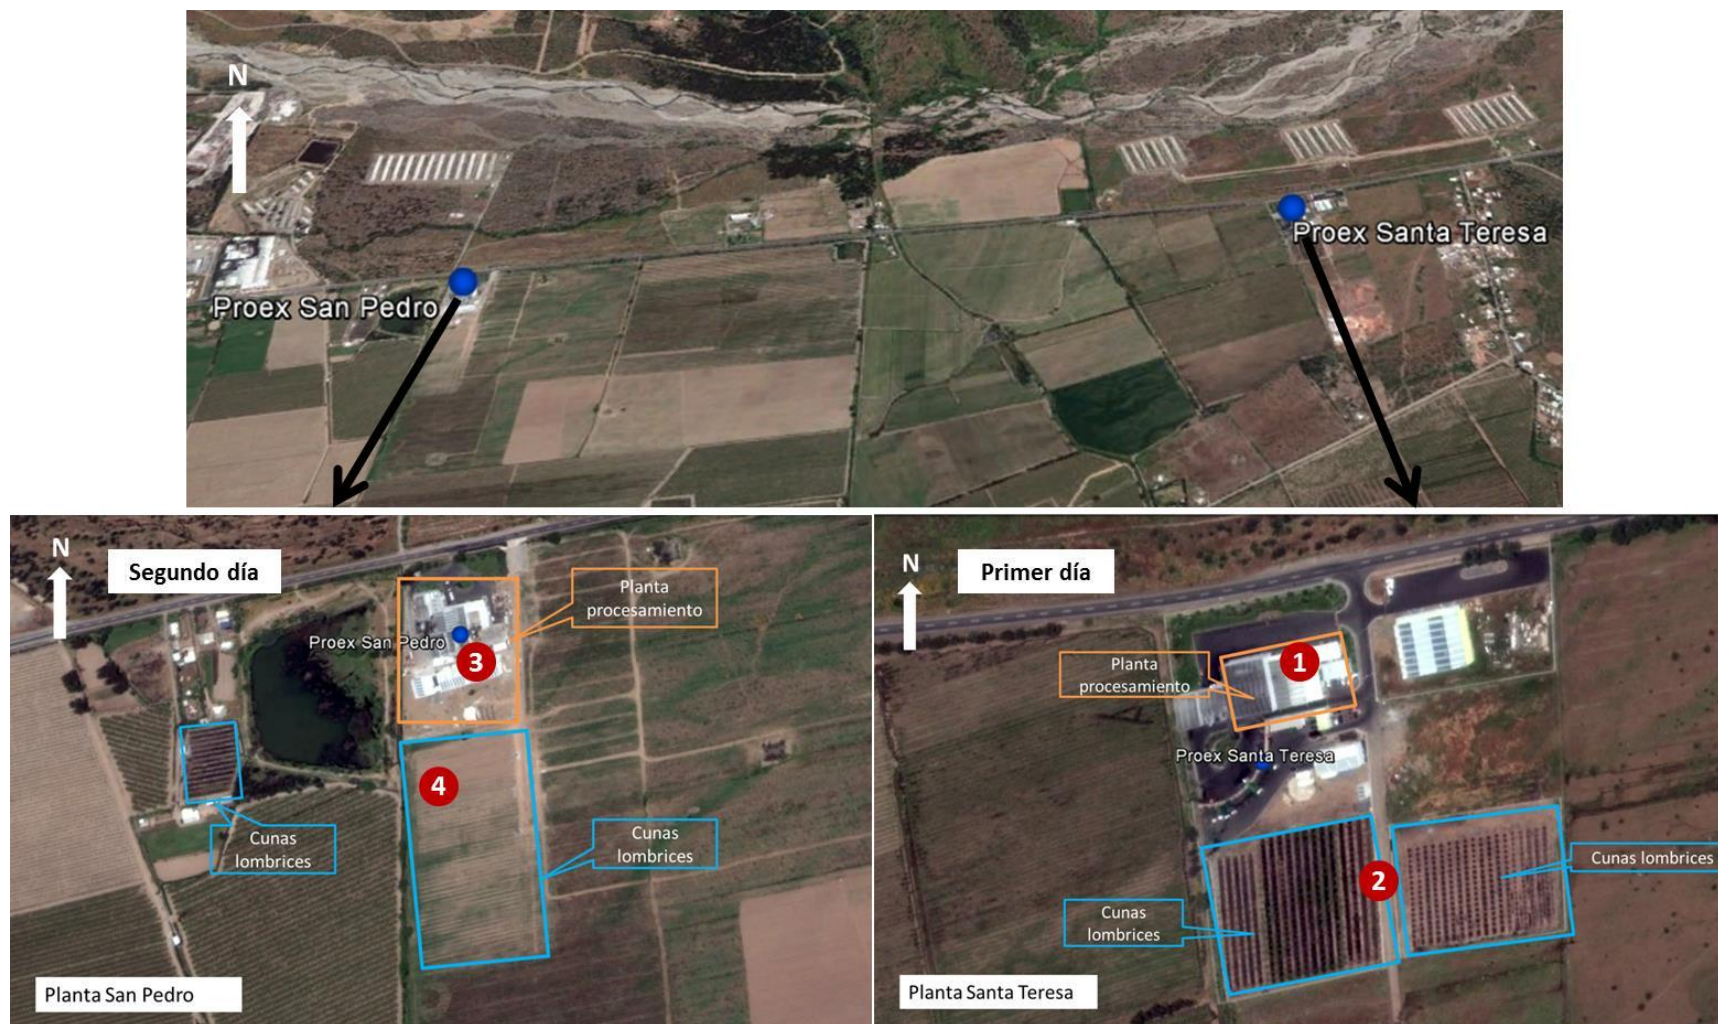 N
Proex Santa Teresa
Proex San Pedro
N
Segundo día
Planta
procesamiento
Proex San Pedro
3
4
Cunas
lombrices
Cunas
lombrices
Planta San Pedro
N
Primer día
1
Planta
procesamiento
Proex Santa Teresa
2
Cunas lombrices
Cunas
lombrices
Planta Santa Teresa